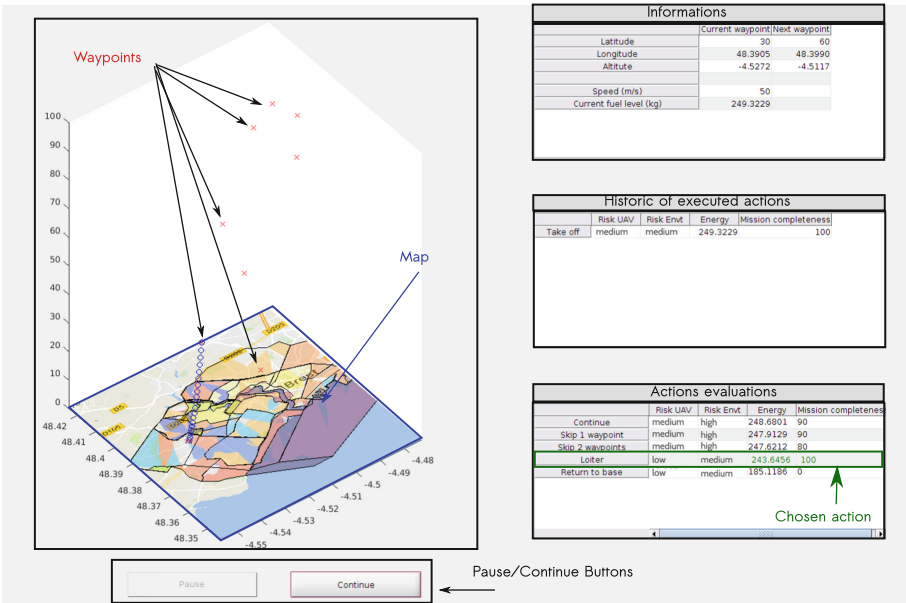 Waypoints
100
90
80
70
60
50
40
30
20
10
0
Map
D205
D5
D105
Brest
48.42
48.41
48.4
48.39
48.38
48.37
48.36
48.35
-4.48
-4.49
-4.5
-4.51
-4.52
-4.53
-4.54
-4.55
Pause
Continue
Pause/Continue Buttons
Informations
Current waypoint Next waypoint
Latitude 30 60
Longitude 48.3905 48.3990
Altitute -4.5272 -4.5117
Speed (m/s) 50
Current fuel level (kg) 249.3229
Historic of executed actions
Risk UAV Risk Envt Energy Mission completeness
Take off medium medium 249.3229 100
Actions evaluations
Risk UAV Risk Envt Energy Mission completenes
Continue medium high 248.6801 90
Skip 1 waypoint medium high 247.9129 80
Skip 2 waypoints medium high 247.6212 80
Loiter low medium 243.6456 100
Return to base low medium 185.1186 0
Chosen action